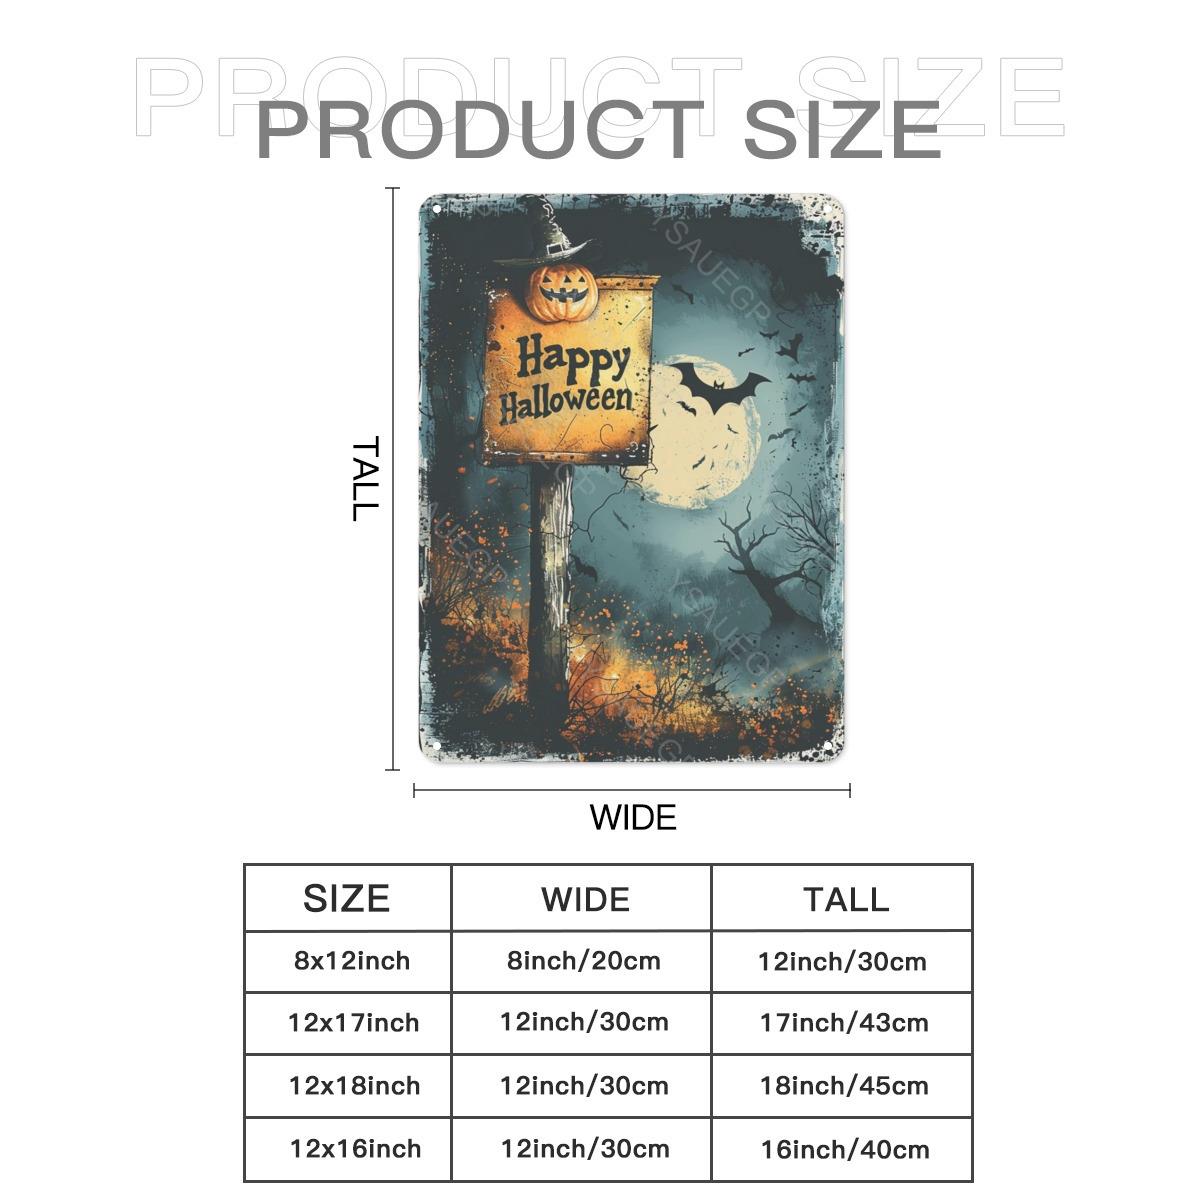 PRODUCT SIZE
PRODUCT SIZE
YSAUEGP
Happy
Halloween
TALL
YSAUEGP
WIDE
SIZE WIDE TALL
8x12inch 8inch/20cm 12inch/30cm
12x17inch 12inch/30cm 17inch/43cm
12x18inch 12inch/30cm 18inch/45cm
12x16inch 12inch/30cm 16inch/40cm